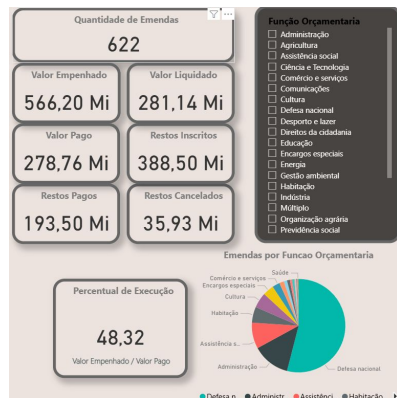 Quantidade de Emendas
622
Valor Empenhado
566,20 Mi
Valor Liquidado
281,14 Mi
Valor Pago
278,76 Mi
Restos Inscritos
388,50 Mi
Restos Pagos
193,50 Mi
Restos Cancelados
35,93 Mi
Função Orçamentaria
Administração
Agricultura
Assistência social
Ciência e Tecnologia
Comércio e serviços
Comunicações
Cultura
Defesa nacional
Desporto e lazer
Direitos da cidadania
Educação
Encargos especiais
Energia
Gestão ambiental
Habitação
Indústria
Múltiplo
Organização agrária
Previdência social
Percentual de Execução
48,32
Valor Empenhado / Valor Pago
Emendas por Funcao Orçamentaria
Saúde
Comércio e serviços
Encargos especiais
Cultura
Habitação
Assistência s...
Administração
Defesa nacional
Defesa n... Administr... Assistênci... Habitação